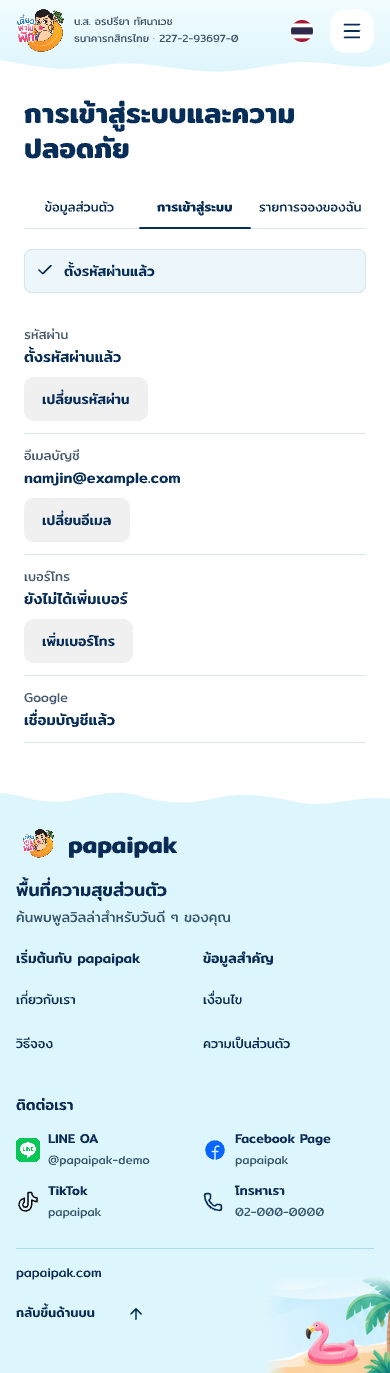 น.ส. อรปรียา ทัศนาเวช
ธนาคารกสิกรไทย · 227-2-93697-0
การเข้าสู่ระบบและความ
ปลอดภัย
ข้อมูลส่วนตัว
การเข้าสู่ระบบ
รายการจองของฉัน
ตั้งรหัสผ่านแล้ว
รหัสผ่าน
ตั้งรหัสผ่านแล้ว
เปลี่ยนรหัสผ่าน
อีเมลบัญชี
namjin@example.com
เปลี่ยนอีเมล
เบอร์โทร
ยังไม่ได้เพิ่มเบอร์
เพิ่มเบอร์โทร
Google
เชื่อมบัญชีแล้ว
papaipak
พื้นที่ความสุขส่วนตัว
ค้นพบพูลวิลล่าสำหรับวันดี ๆ ของคุณ
เริ่มต้นกับ papaipak
ข้อมูลสำคัญ
เกี่ยวกับเรา
เงื่อนไข
วิธีจอง
ความเป็นส่วนตัว
ติดต่อเรา
LINE OA
@papaipak-demo
Facebook Page
papaipak
TikTok
papaipak
โทรหาเรา
02-000-0000
papaipak.com
กลับขึ้นด้านบน